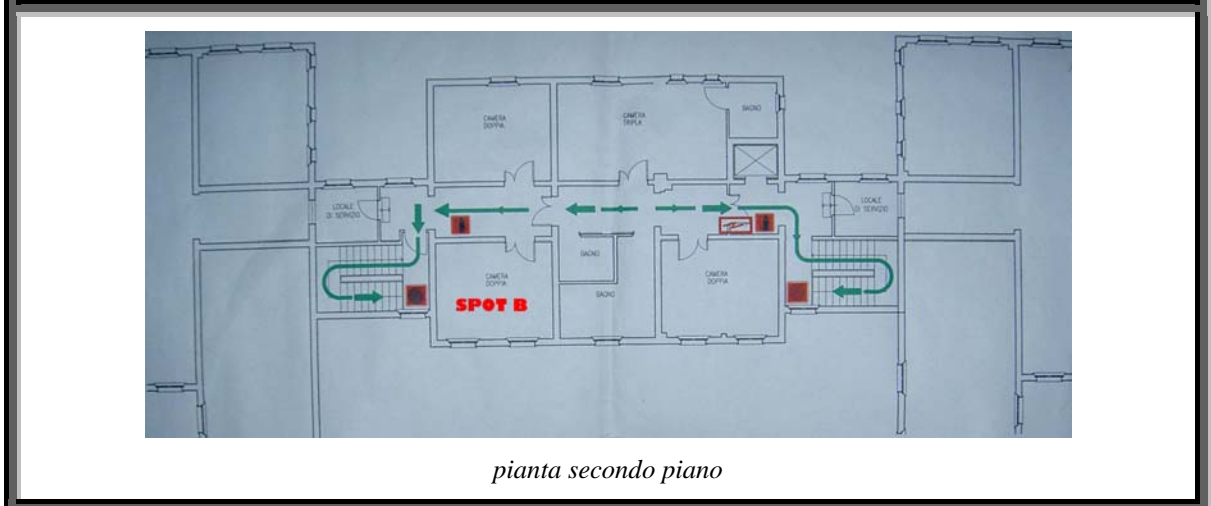 CAMERA
DOPPIA
CAMERA
TRIPLA
BAGNO
LOCALE
DI SERVIZIO
LOCALE
DI SERVIZIO
CAMERA
DOPPIA
SPOT B
BAGNO
BAGNO
CAMERA
DOPPIA
pianta secondo piano